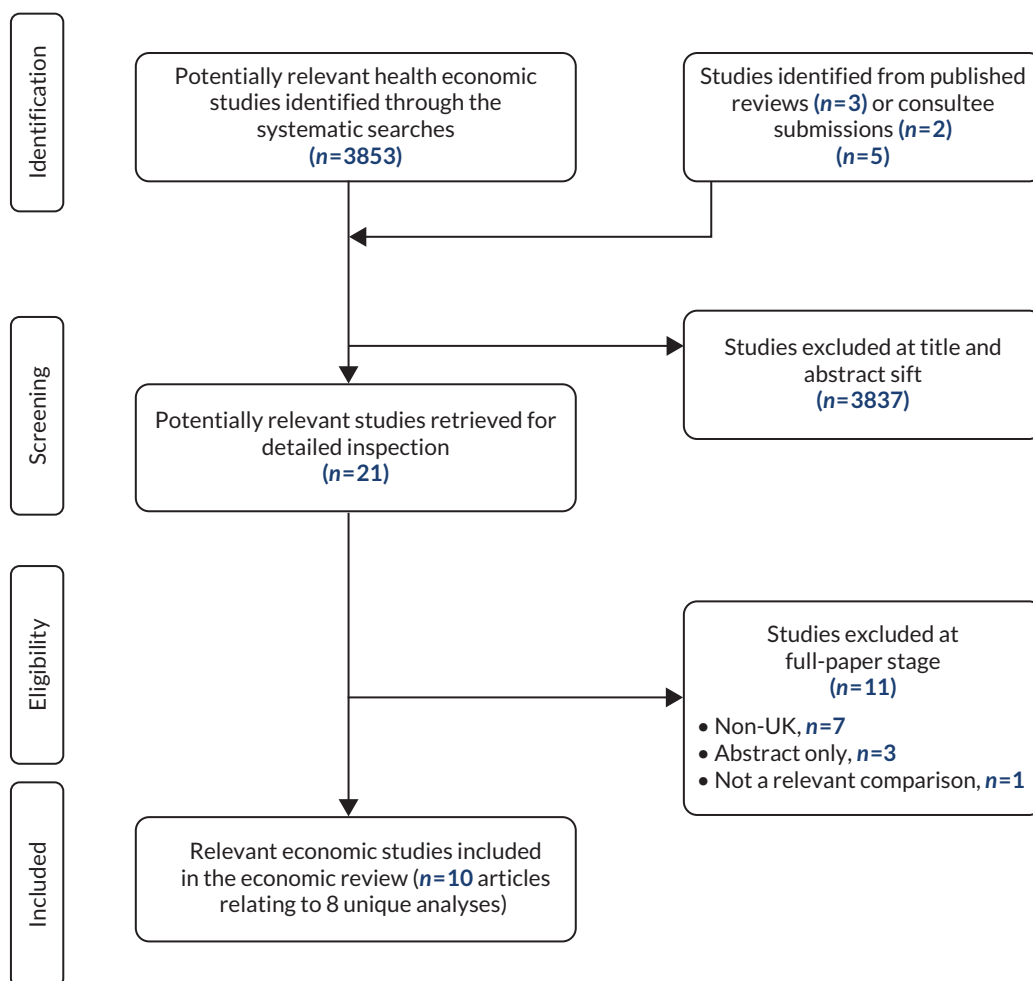 Identification
Potentially relevant health economic
studies identified through the
systematic searches
(n=3853)
Studies identified from published
reviews (n=3) or consultee
submissions (n=2)
(n=5)
Screening
Studies excluded at title and
abstract sift
(n=3837)
Potentially relevant studies retrieved for
detailed inspection
(n=21)
Eligibility
Studies excluded at
full-paper stage
(n=11)
• Non-UK, n=7
• Abstract only, n=3
• Not a relevant comparison, n=1
Included
Relevant economic studies included
in the economic review (n=10 articles
relating to 8 unique analyses)